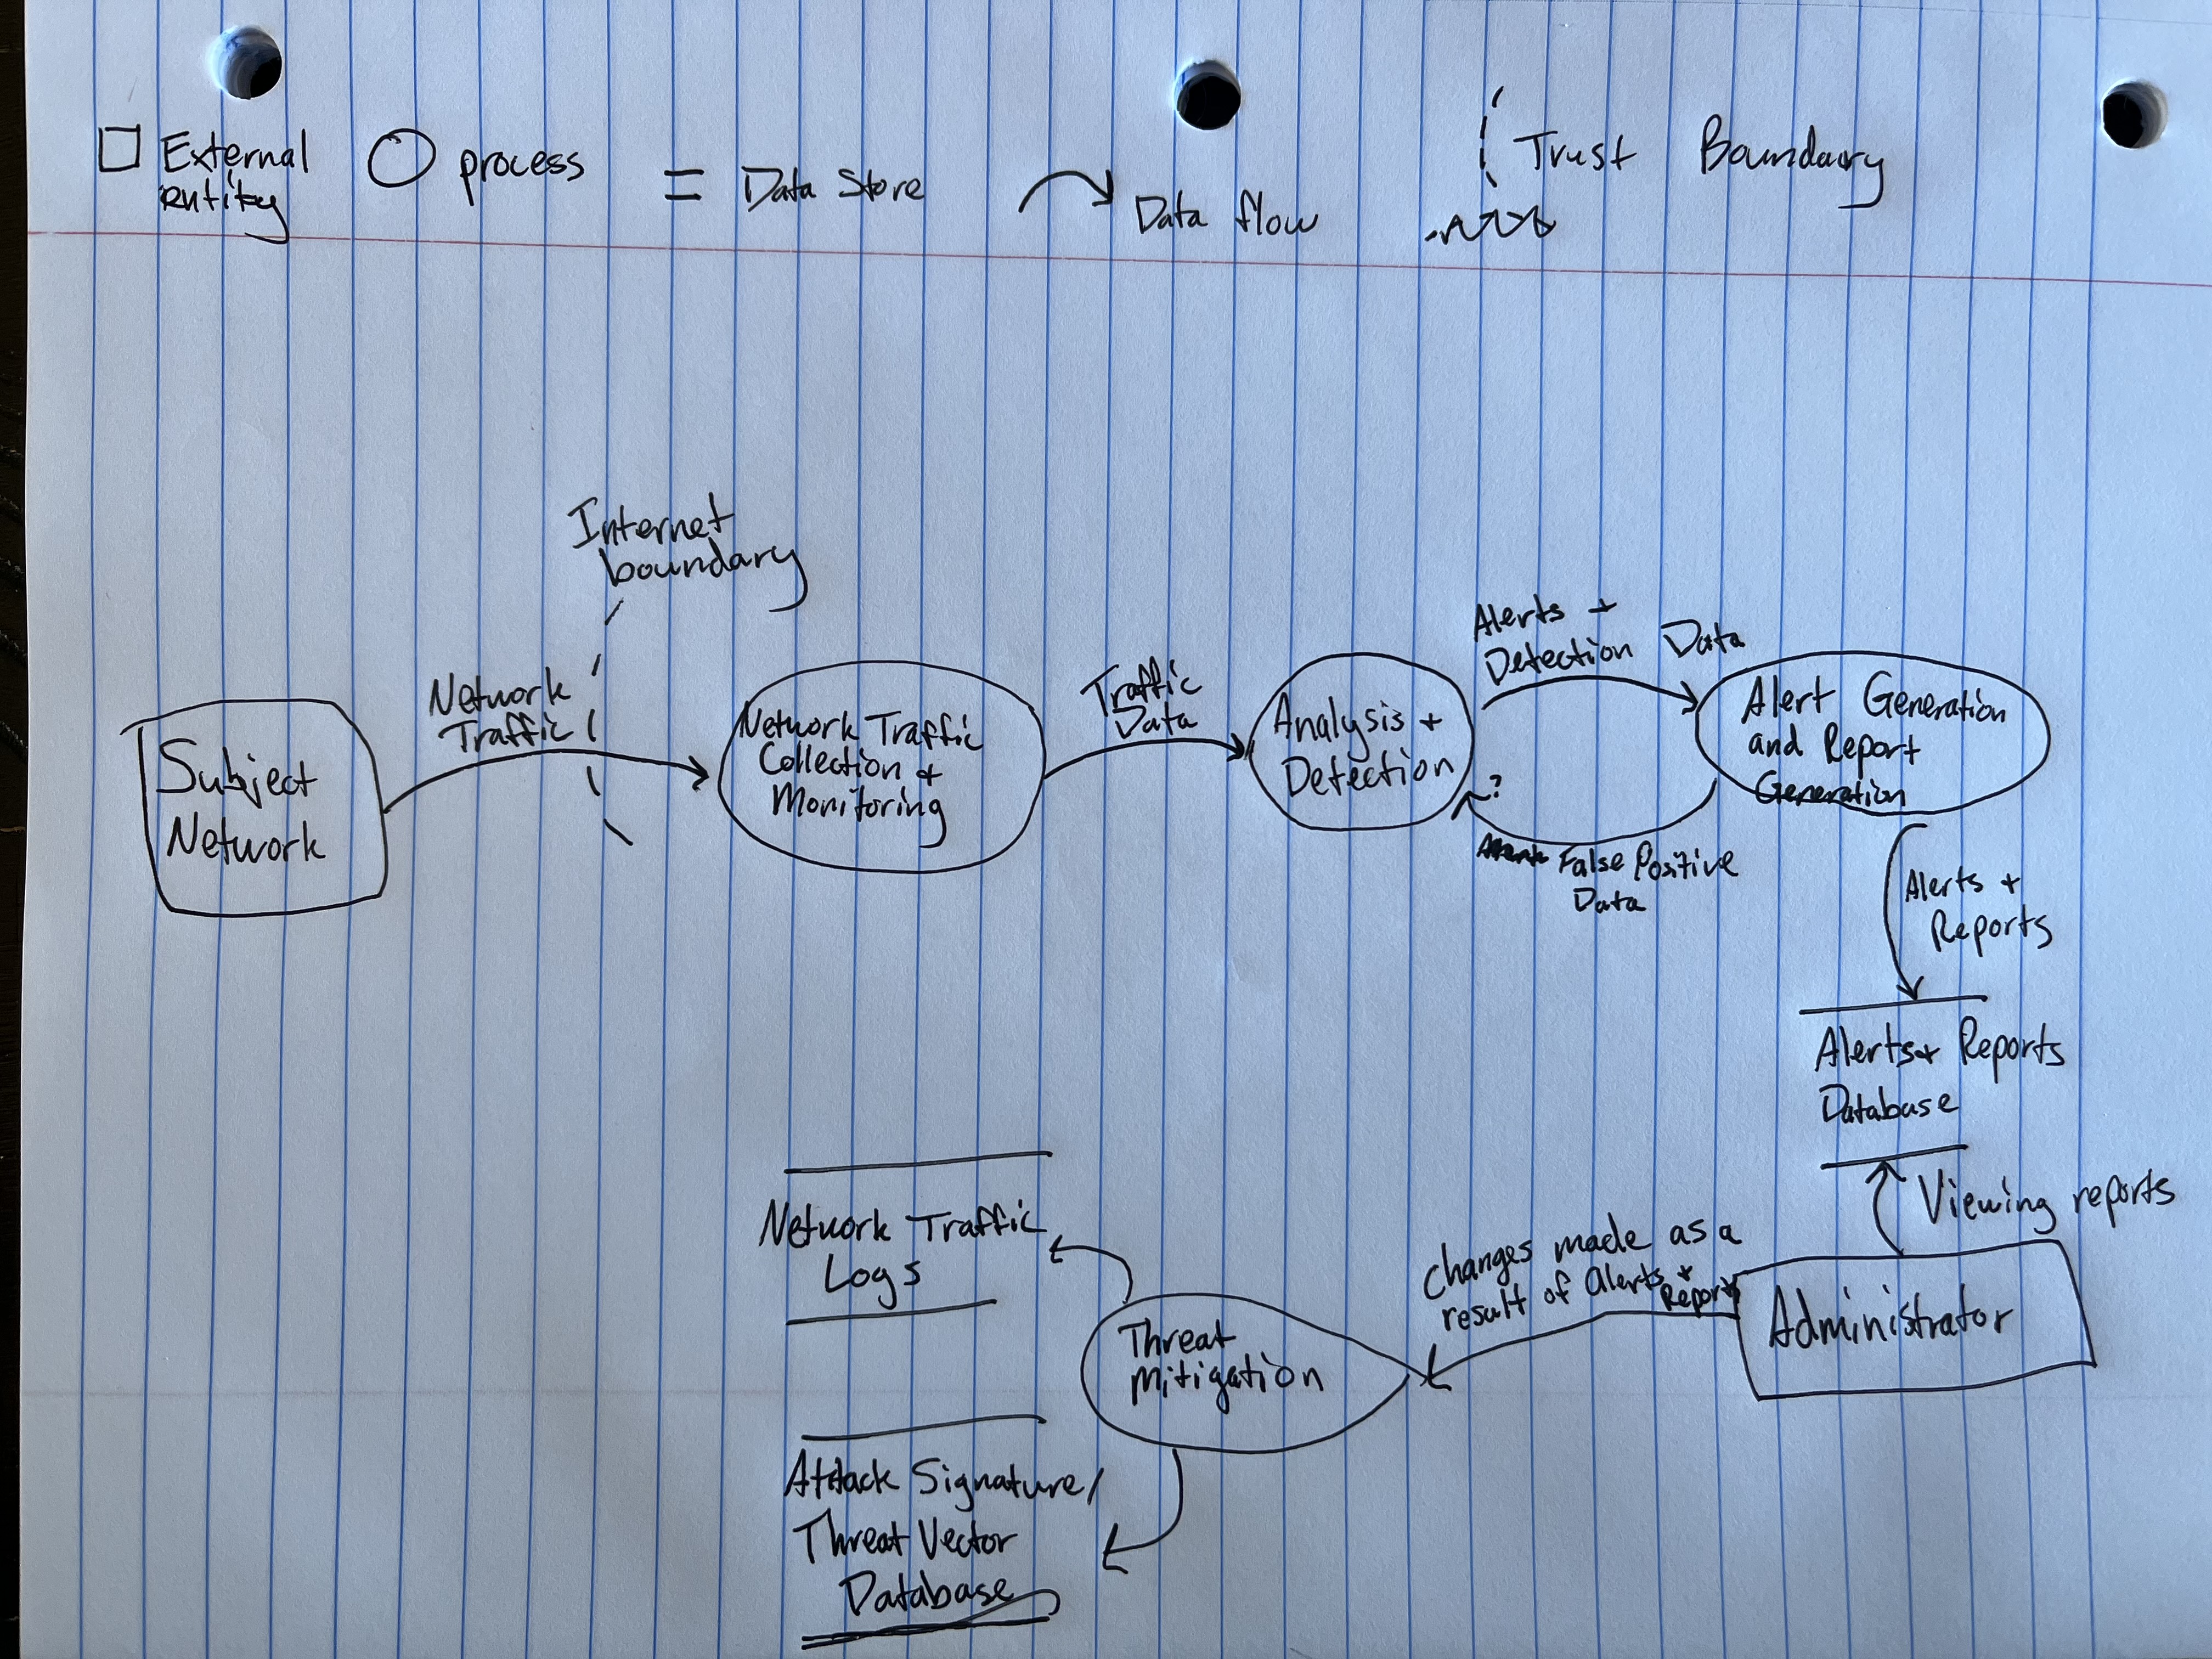 External
entity
process
= Data Store
Data flow
Trust Boundary
Internet
boundary
Network
Traffic
Subject
Network
Network Traffic
Collection +
Monitoring
Traffic
Data
Analysis +
Detection
Alerts +
Detection Data
Alert Generation
and Report
Generation
?
False Positive
Data
Alerts +
Reports
Alerts + Reports
Database
Viewing reports
Administrator
Changes made as a
result of Alerts +
Reports
Threat
Mitigation
Network Traffic
Logs
Attack Signature/
Threat Vector
Database